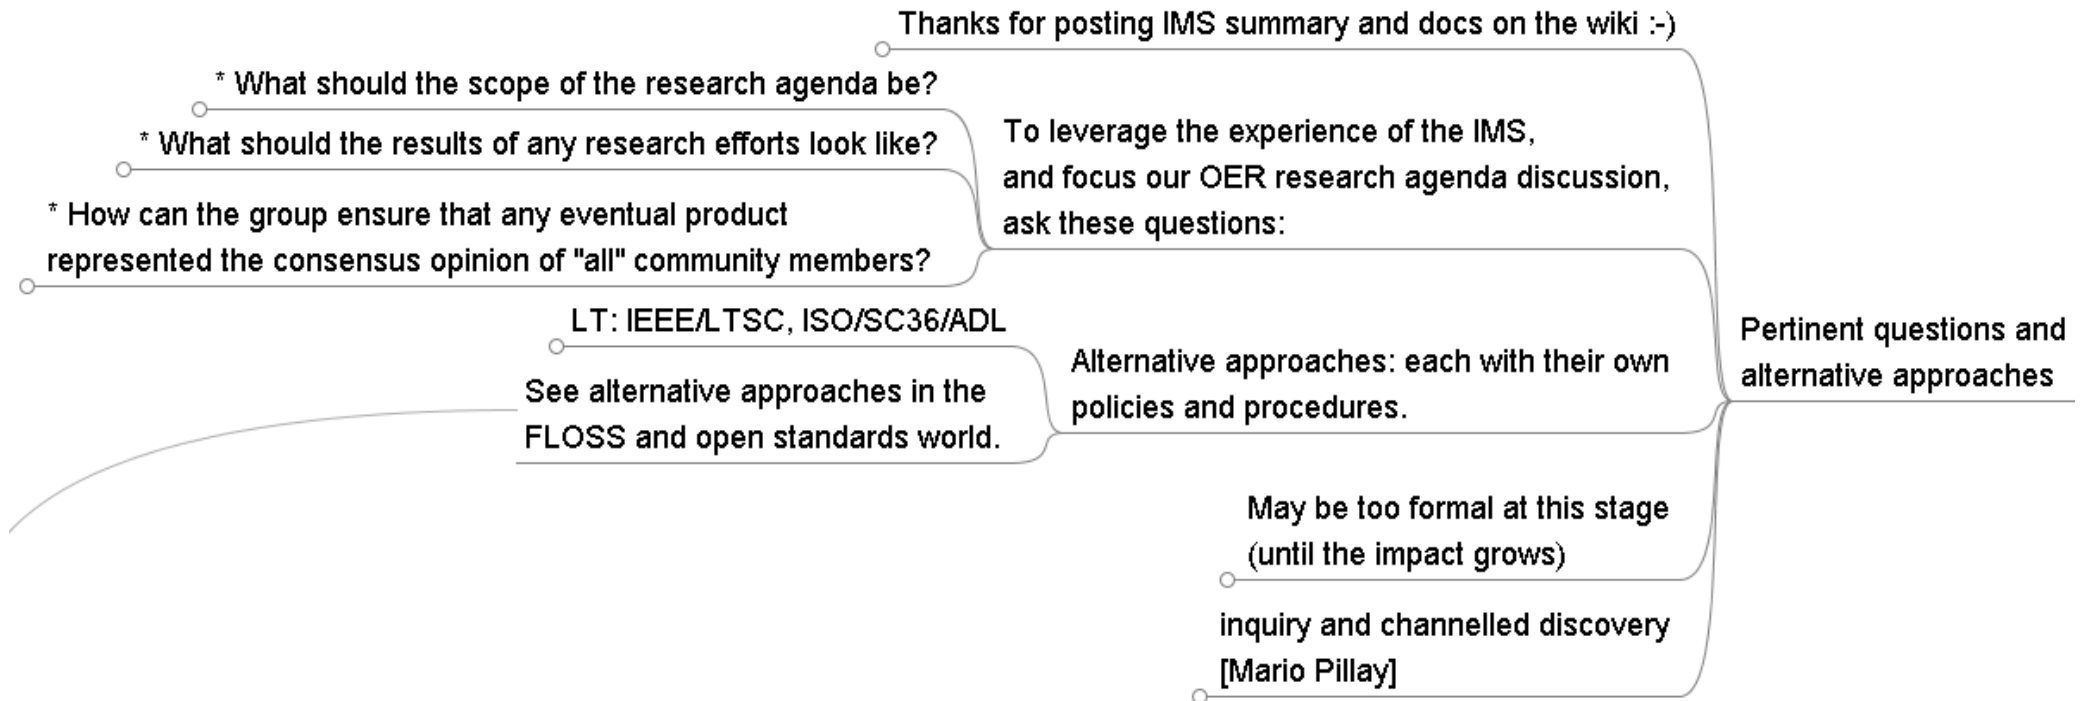 Thanks for posting IMS summary and docs on the wiki :-)
* What should the scope of the research agenda be?
* What should the results of any research efforts look like?
* How can the group ensure that any eventual product
represented the consensus opinion of "all" community members?
To leverage the experience of the IMS,
and focus our OER research agenda discussion,
ask these questions:
LT: IEEE/LTSC, ISO/SC36/ADL
See alternative approaches in the
FLOSS and open standards world.
Alternative approaches: each with their own
policies and procedures.
May be too formal at this stage
(until the impact grows)
inquiry and channelled discovery
[Mario Pillay]
Pertinent questions and
alternative approaches